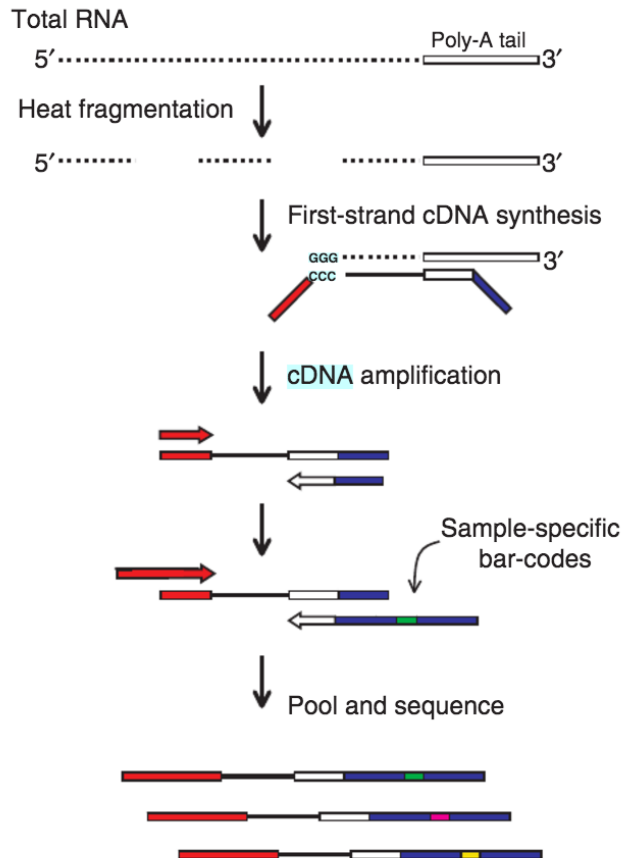 Total RNA
Poly-A tail
5′ 3′
Heat fragmentation
5′ 3′
First-strand cDNA synthesis
GGG 3′
CCC
cDNA amplification
Sample-specific
bar-codes
Pool and sequence